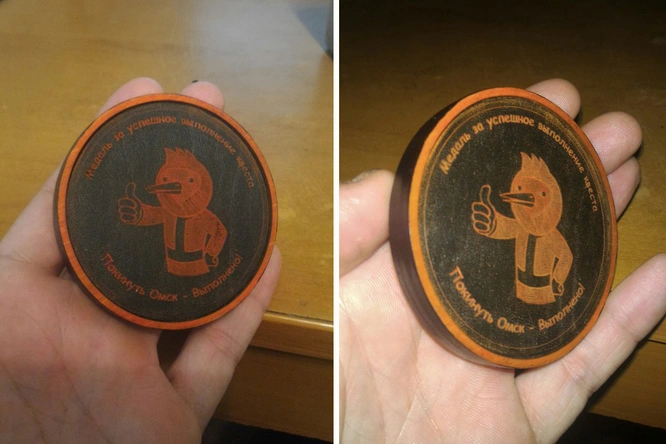 Медаль за успешное выполнение квеста
Покинуть Омск - Выполнено!
Медаль за успешное выполнение квеста
Покинуть Омск - Выполнено!